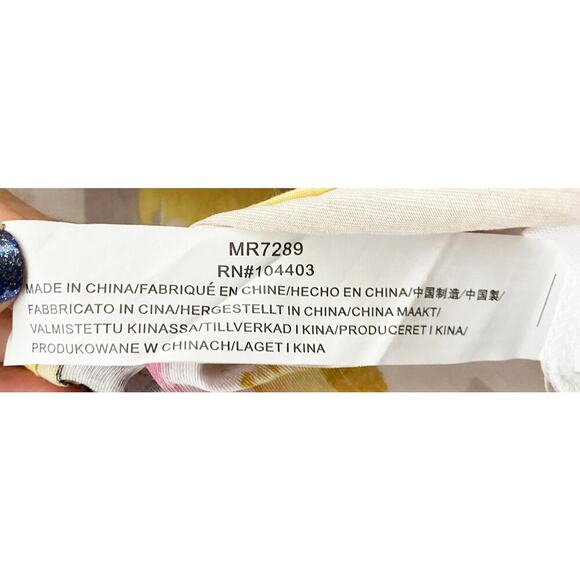 MR7289
RN#104403
MADE IN CHINA/FABRIQUÉ EN CHINE/HECHO EN CHINA/中国制造/中国製/
FABBRICATO IN CINA/HERGESTELLT IN CHINA/CHINA MAAKT/
VALMISTETTU KIINASSA/TILLVERKAD I KINA/PRODUCERET I KINA/
PRODUKOWANE W CHINACH/LAGET I KINA